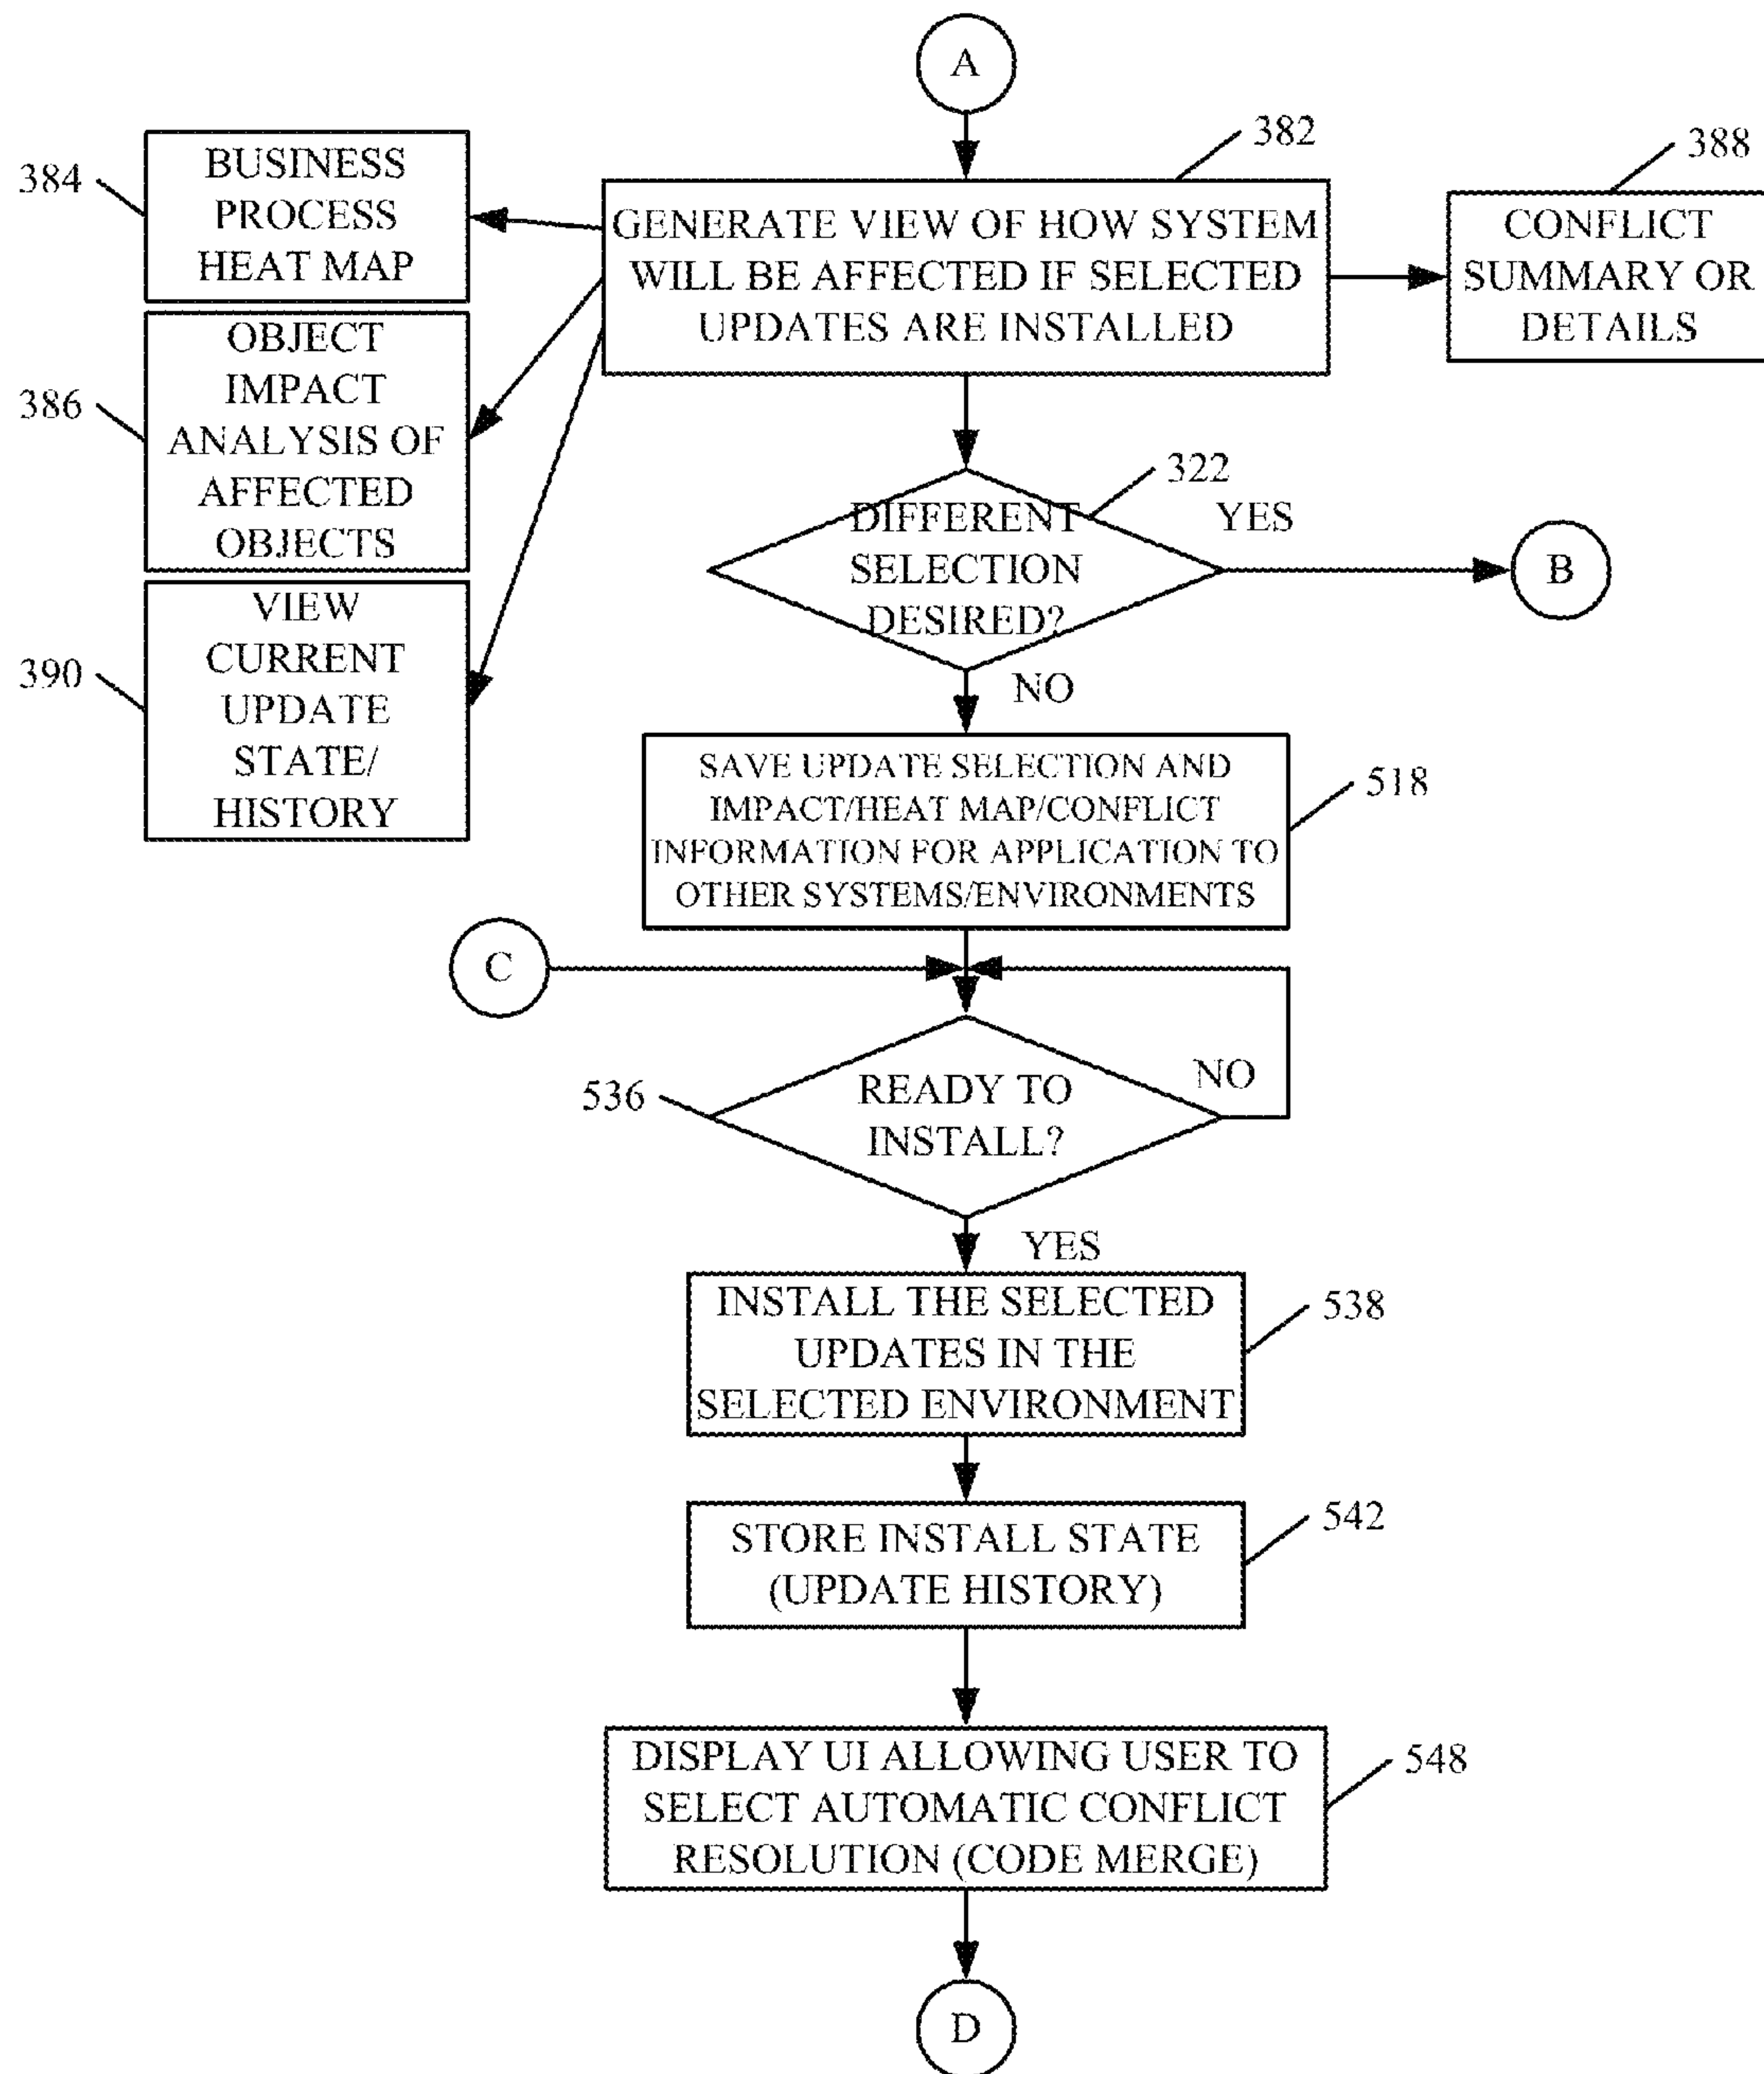 A
382
388
384
BUSINESS
PROCESS
HEAT MAP
GENERATE VIEW OF HOW SYSTEM
WILL BE AFFECTED IF SELECTED
UPDATES ARE INSTALLED
CONFLICT
SUMMARY OR
DETAILS
386
OBJECT
IMPACT
ANALYSIS OF
AFFECTED
OBJECTS
322
DIFFERENT
SELECTION
DESIRED?
YES
B
390
VIEW
CURRENT
UPDATE
STATE/
HISTORY
NO
SAVE UPDATE SELECTION AND
IMPACT/HEAT MAP/CONFLICT
INFORMATION FOR APPLICATION TO
OTHER SYSTEMS/ENVIRONMENTS
518
C
536
READY TO
INSTALL?
NO
YES
INSTALL THE SELECTED
UPDATES IN THE
SELECTED ENVIRONMENT
538
STORE INSTALL STATE
(UPDATE HISTORY)
542
DISPLAY UI ALLOWING USER TO
SELECT AUTOMATIC CONFLICT
RESOLUTION (CODE MERGE)
548
D